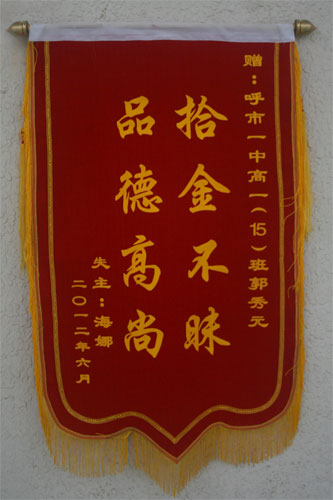 赠：呼市一中高一（15）班郭秀元
拾金不昧
品德高尚
失主：海娜
二〇一二年六月